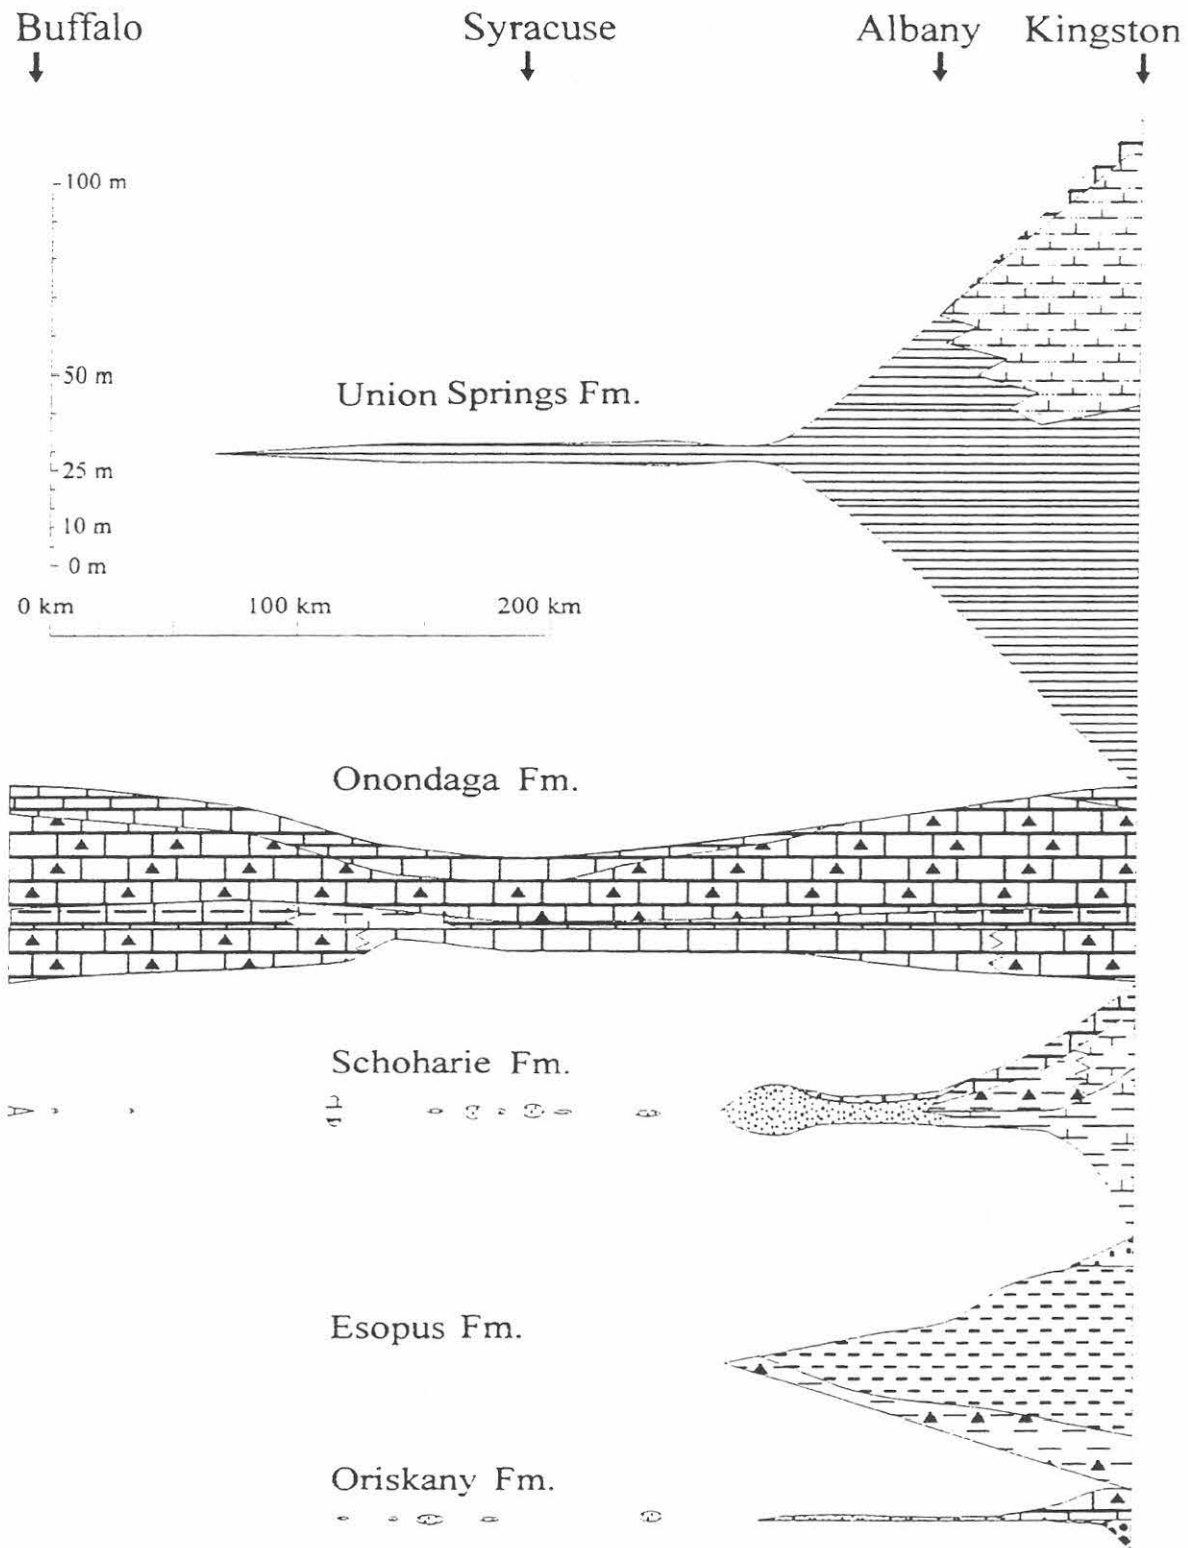 Buffalo Syracuse Albany Kingston
100 m
50 m
Union Springs Fm.
25 m
10 m
0 m
0 km 100 km 200 km
Onondaga Fm.
Schoharie Fm.
Esopus Fm.
Oriskany Fm.